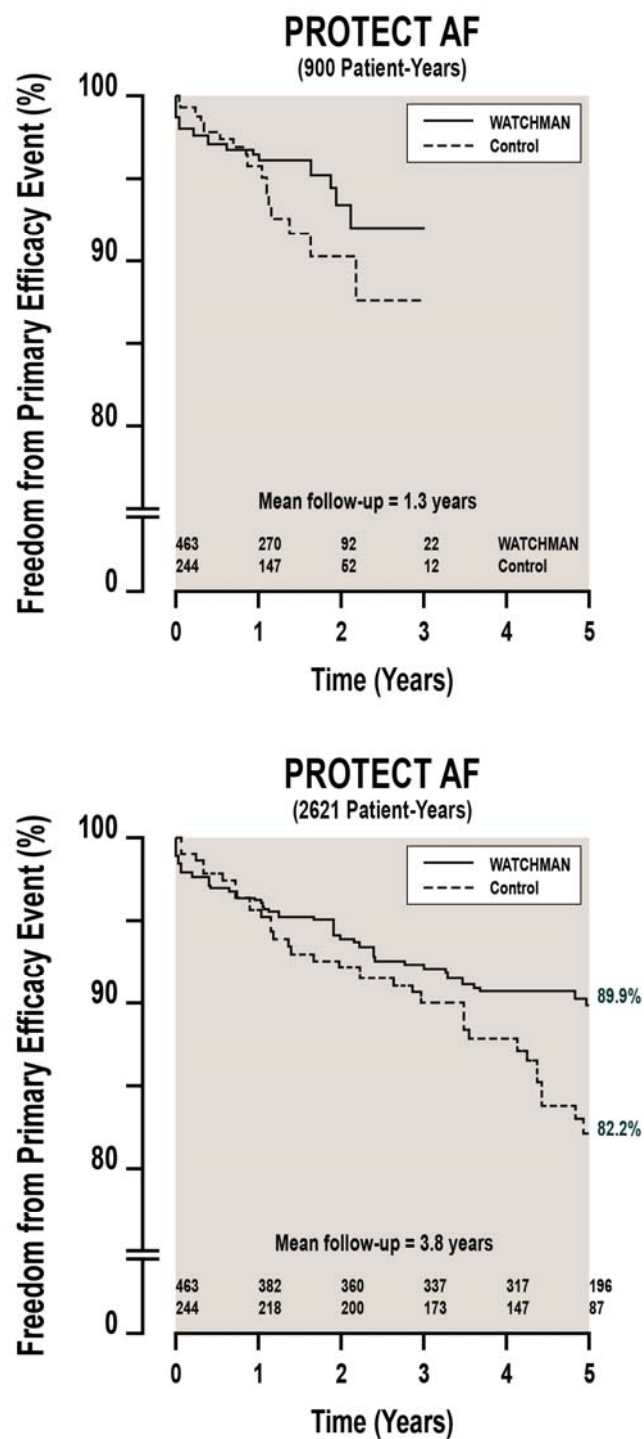 PROTECT AF
(900 Patient-Years)
Freedom from Primary Efficacy Event (%)
100
90
80
0
WATCHMAN
Control
Mean follow-up = 1.3 years
463 270 92 22 WATCHMAN
244 147 52 12 Control
0 1 2 3 4 5
Time (Years)
PROTECT AF
(2621 Patient-Years)
Freedom from Primary Efficacy Event (%)
100
90
80
0
WATCHMAN
Control
89.9%
82.2%
Mean follow-up = 3.8 years
463 382 360 337 317 196
244 218 200 173 147 87
0 1 2 3 4 5
Time (Years)